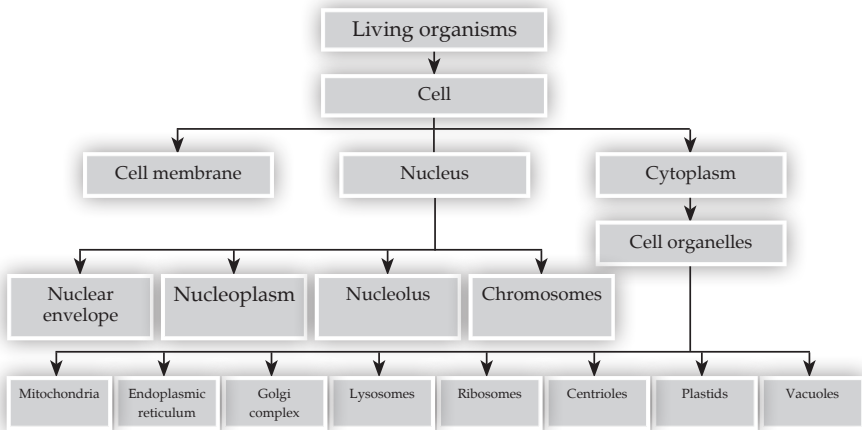 Living organisms
Cell
Cell membrane
Nucleus
Cytoplasm
Cell organelles
Nuclear
envelope
Nucleoplasm
Nucleolus
Chromosomes
Mitochondria
Endoplasmic
reticulum
Golgi
complex
Lysosomes
Ribosomes
Centrioles
Plastids
Vacuoles